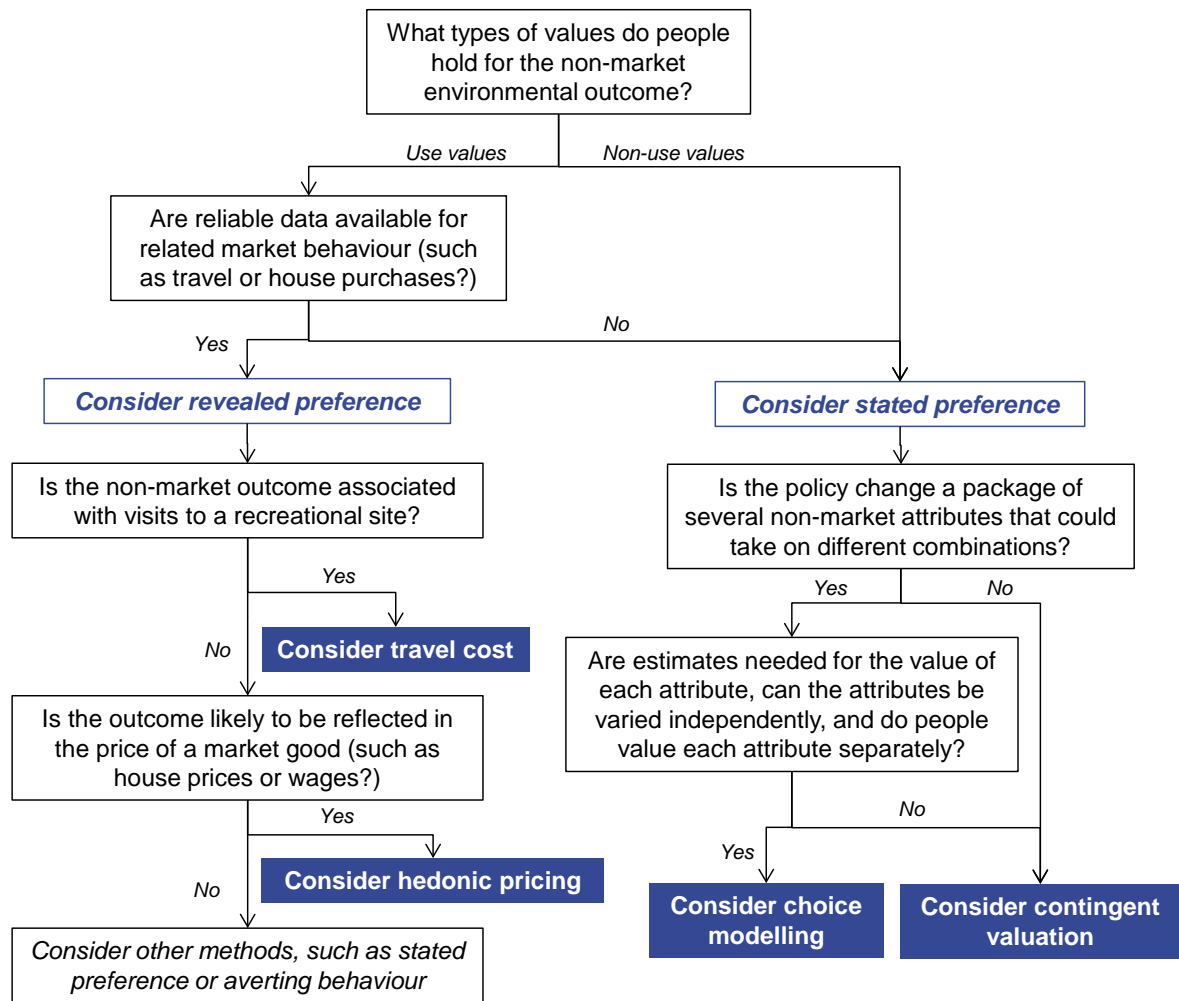 What types of values do people
hold for the non-market
environmental outcome?
Use values
Non-use values
Are reliable data available for
related market behaviour (such
as travel or house purchases?)
Yes
No
Consider revealed preference
Consider stated preference
Is the non-market outcome associated
with visits to a recreational site?
Is the policy change a package of
several non-market attributes that could
take on different combinations?
Yes
Yes
No
Consider travel cost
No
Are estimates needed for the value of
each attribute, can the attributes be
varied independently, and do people
value each attribute separately?
Is the outcome likely to be reflected in
the price of a market good (such as
house prices or wages?)
Yes
No
Yes
Consider hedonic pricing
No
Consider choice
modelling
Consider contingent
valuation
Consider other methods, such as stated
preference or averting behaviour